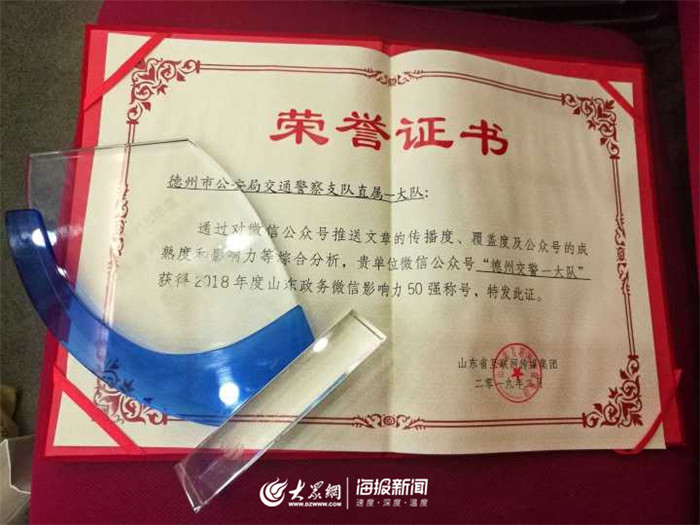 荣誉证书
德州市公安局交通警察支队直属一大队:
通过对微信公众号推送文章的传播度、覆盖度及公众号的成
熟度和影响力等综合分析，贵单位微信公众号“德州交警一大队”
获得2018年度山东政务微信影响力50强称号，特发此证。
山东省互联网传媒集团
二零一九年 月
大众網 海报新闻
WWW.DZWWW.COM 速度·深度·温度